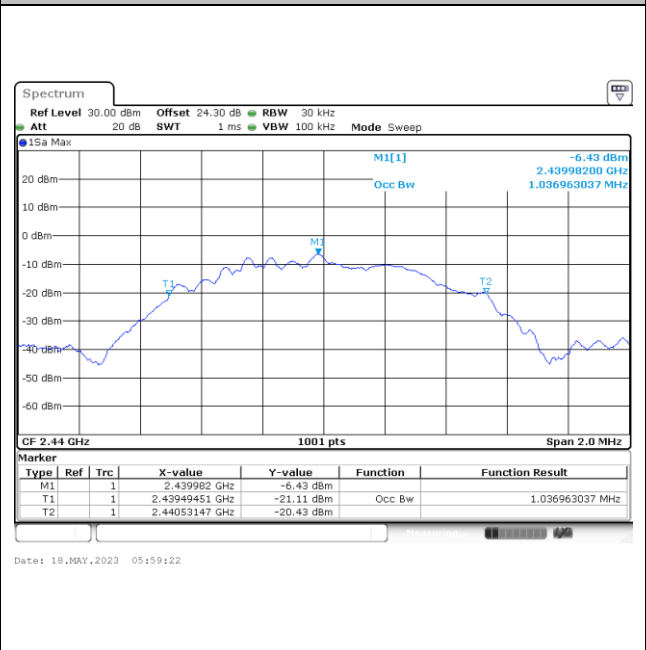 Spectrum
Ref Level 30.00 dBm Offset 24.30 dB RBW 30 kHz
Att 20 dB SWT 1 ms VBW 100 kHz Mode Sweep
1Sa Max
M1[1] -6.43 dBm
2.43998200 GHz
Occ Bw 1.036963037 MHz
20 dBm
10 dBm
0 dBm
M1
-10 dBm
T1
T2
-20 dBm
-30 dBm
-40 dBm
-50 dBm
-60 dBm
CF 2.44 GHz 1001 pts Span 2.0 MHz
Marker
Type Ref Trc X-value Y-value Function Function Result
M1 1 2.439982 GHz -6.43 dBm
T1 1 2.43949451 GHz -21.11 dBm Occ Bw 1.036963037 MHz
T2 1 2.44053147 GHz -20.43 dBm
Date: 18.MAY.2023 05:59:22